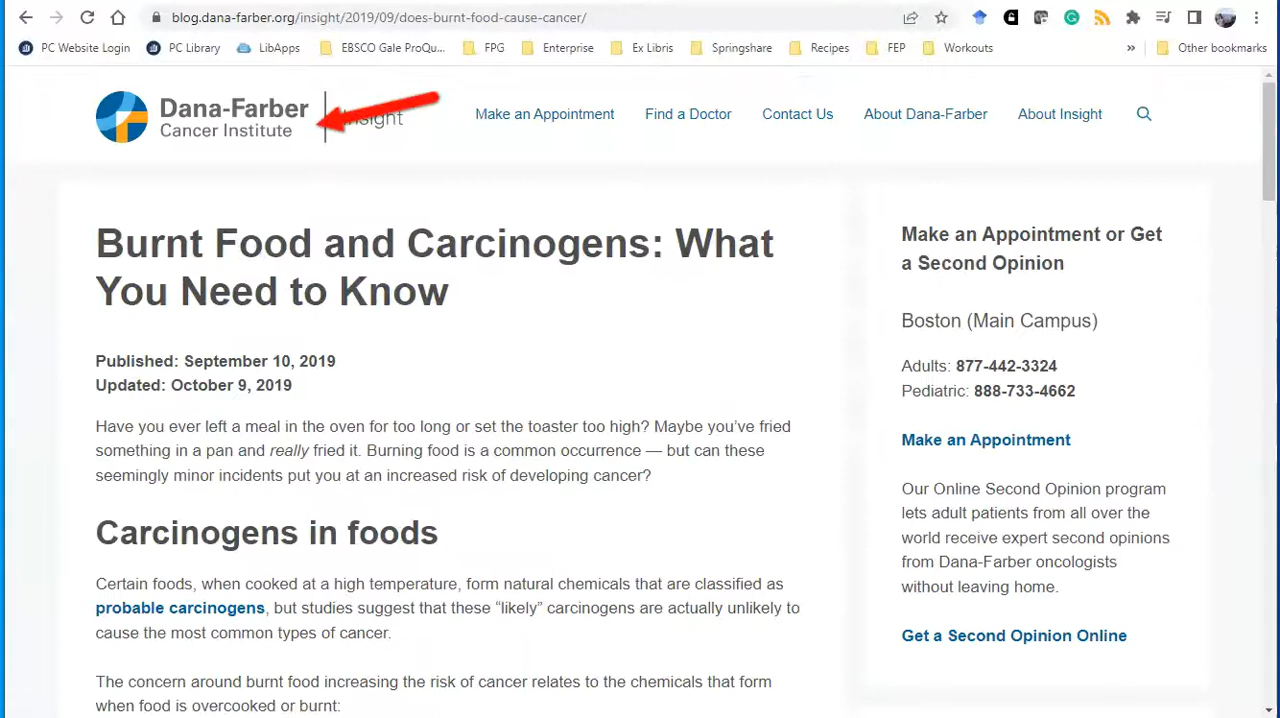 blog.dana-farber.org/insight/2019/09/does-burnt-food-cause-cancer/
PC Website Login
PC Library
LibApps
EBSCO Gale ProQu...
FPG
Enterprise
Ex Libris
Springshare
Recipes
FEP
Workouts
»
Other bookmarks
Dana-Farber
Cancer Institute
Insight
Make an Appointment
Find a Doctor
Contact Us
About Dana-Farber
About Insight
Burnt Food and Carcinogens: What
You Need to Know
Published: September 10, 2019
Updated: October 9, 2019
Have you ever left a meal in the oven for too long or set the toaster too high? Maybe you’ve fried
something in a pan and really fried it. Burning food is a common occurrence — but can these
seemingly minor incidents put you at an increased risk of developing cancer?
Carcinogens in foods
Certain foods, when cooked at a high temperature, form natural chemicals that are classified as
probable carcinogens, but studies suggest that these “likely” carcinogens are actually unlikely to
cause the most common types of cancer.
The concern around burnt food increasing the risk of cancer relates to the chemicals that form
when food is overcooked or burnt:
Make an Appointment or Get
a Second Opinion
Boston (Main Campus)
Adults: 877-442-3324
Pediatric: 888-733-4662
Make an Appointment
Our Online Second Opinion program
lets adult patients from all over the
world receive expert second opinions
from Dana-Farber oncologists
without leaving home.
Get a Second Opinion Online